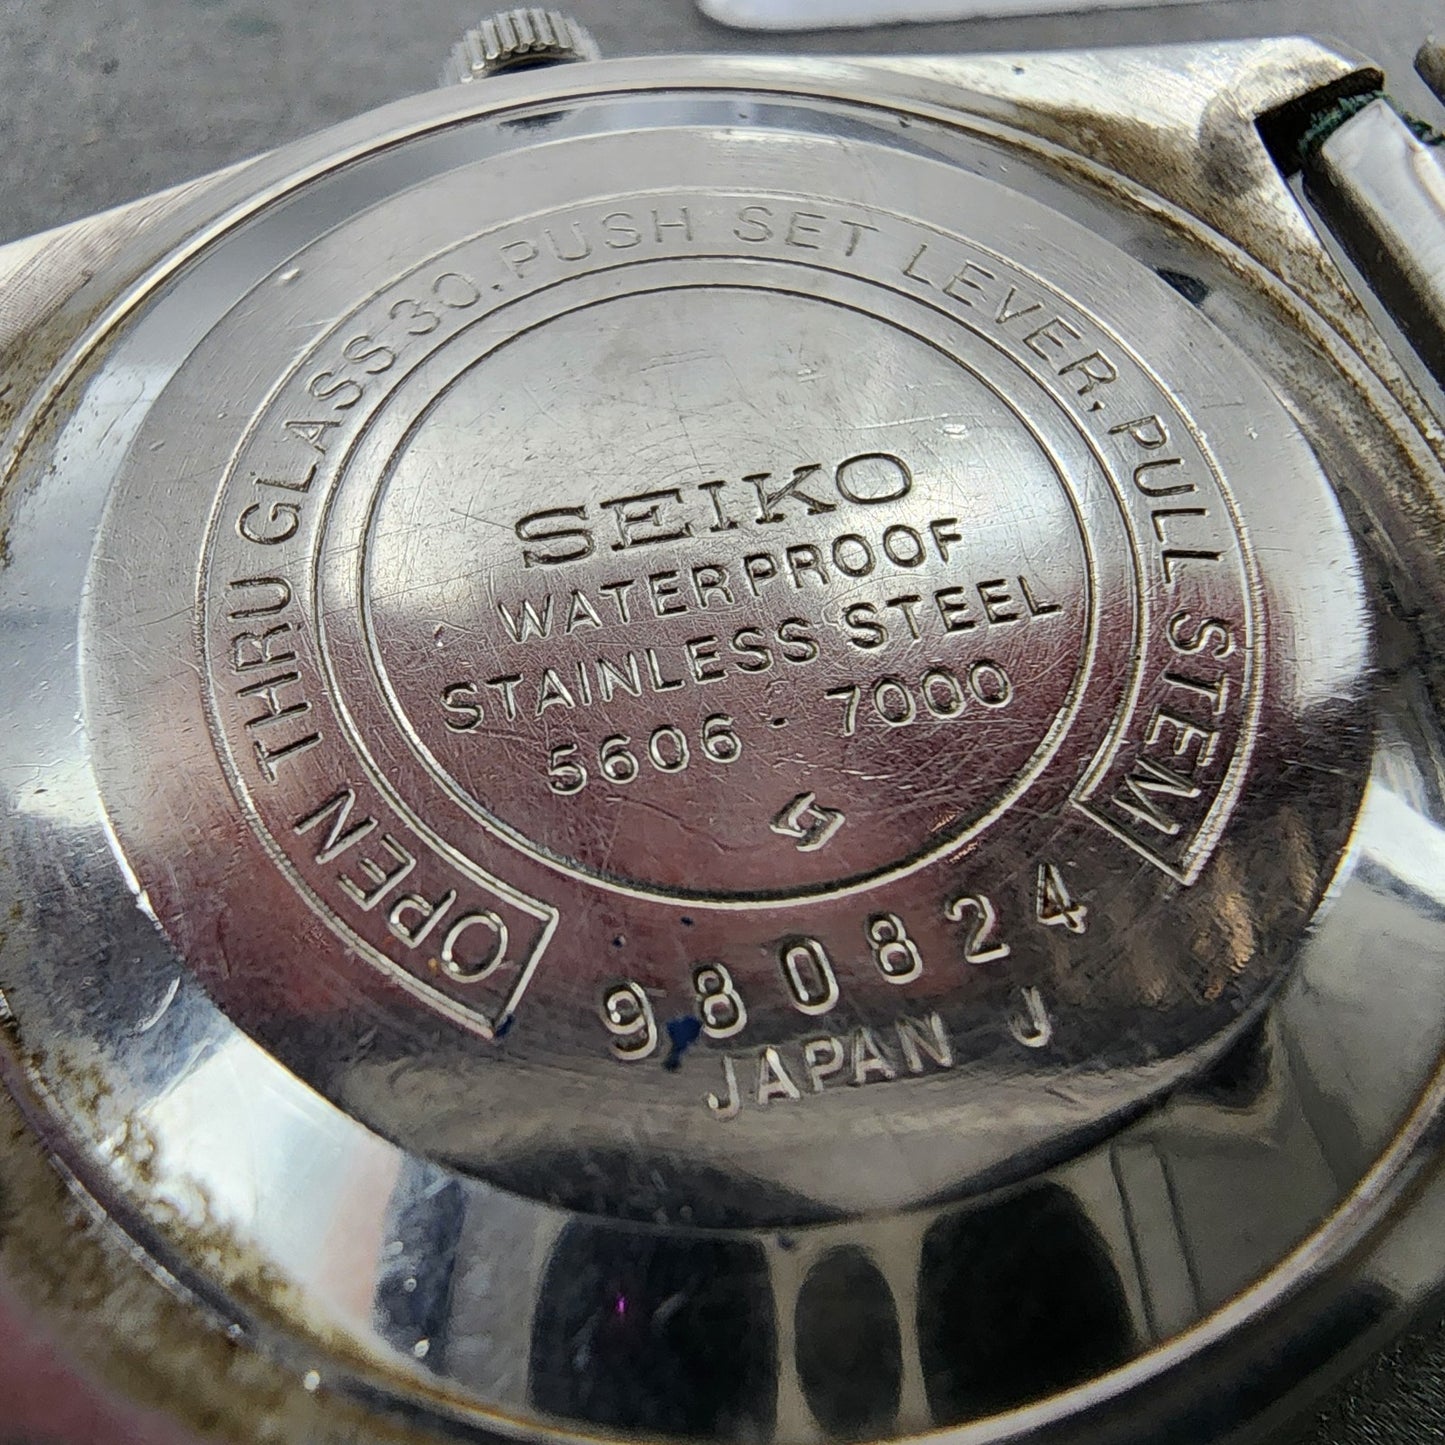 OPEN THRU GLASS 30. PUSH SET LEVER, PULL STEM
SEIKO
WATERPROOF
STAINLESS STEEL
5606 - 7000
980824
JAPAN J